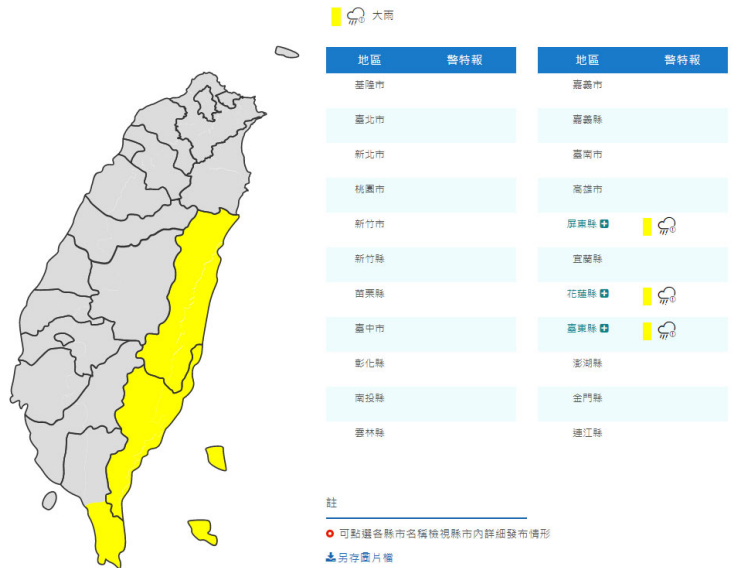 大雨
地區 警特報
基隆市
臺北市
新北市
桃園市
新竹市
新竹縣
苗栗縣
臺中市
彰化縣
南投縣
雲林縣
地區 警特報
嘉義市
嘉義縣
臺南市
高雄市
屏東縣
宜蘭縣
花蓮縣
臺東縣
澎湖縣
金門縣
連江縣
註
可點選各縣市名稱檢視縣市內詳細發布情形
另存圖片檔